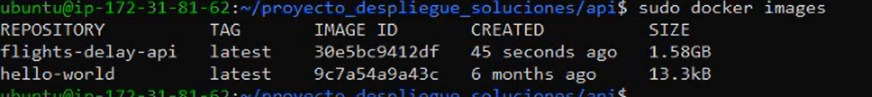 ubuntu@ip-172-31-81-62:~/proyecto_despliegue_soluciones/api$ sudo docker images
REPOSITORY TAG IMAGE ID CREATED SIZE
flights-delay-api latest 30e5bc9412df 45 seconds ago 1.58GB
hello-world latest 9c7a54a9a43c 6 months ago 13.3kB
ubuntu@ip-172-31-81-62:~/proyecto_despliegue_soluciones/api$